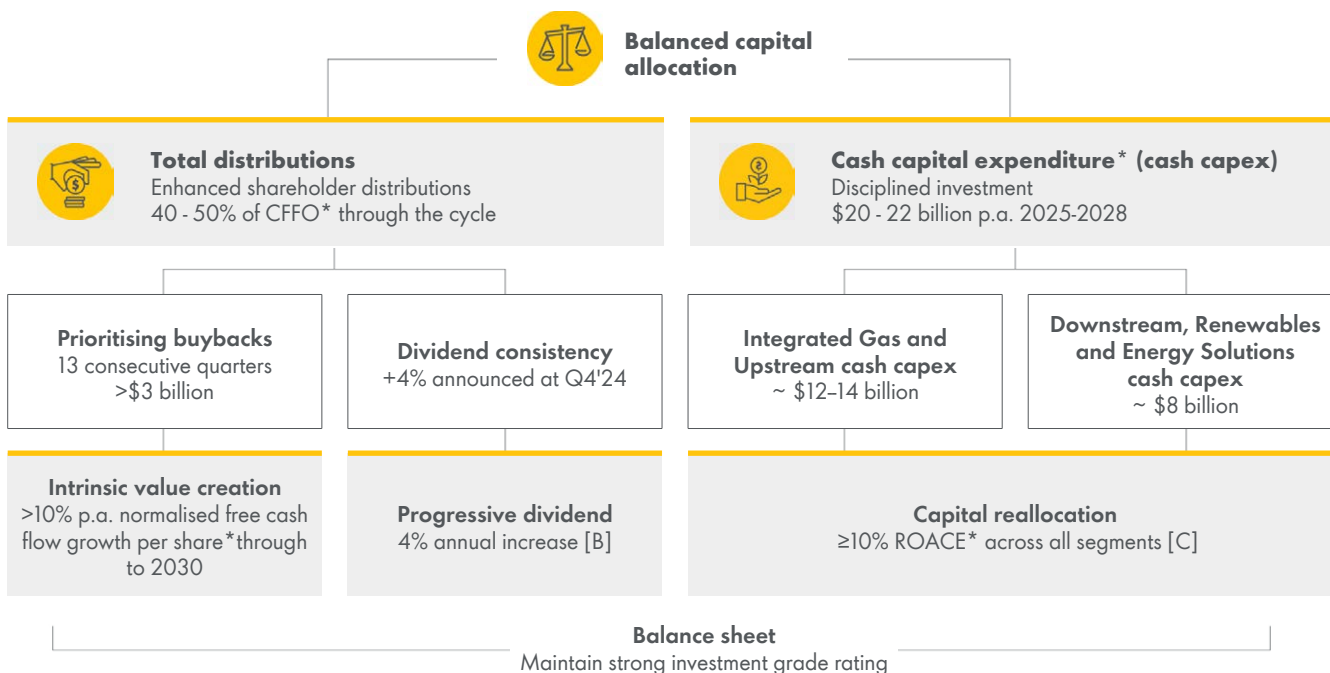 Balanced capital
allocation
Total distributions
Enhanced shareholder distributions
40 - 50% of CFFO* through the cycle
Cash capital expenditure* (cash capex)
Disciplined investment
$20 - 22 billion p.a. 2025-2028
Prioritising buybacks
13 consecutive quarters
>$3 billion
Dividend consistency
+4% announced at Q4'24
Integrated Gas and
Upstream cash capex
~ $12–14 billion
Downstream, Renewables
and Energy Solutions
cash capex
~ $8 billion
Intrinsic value creation
>10% p.a. normalised free cash
flow growth per share*through
to 2030
Progressive dividend
4% annual increase [B]
Capital reallocation
≥10% ROACE* across all segments [C]
Balance sheet
Maintain strong investment grade rating